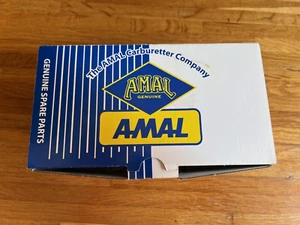 GENUINE SPARE PARTS
The AMAL Carburetter Company
AMAL
GENUINE
AMAL